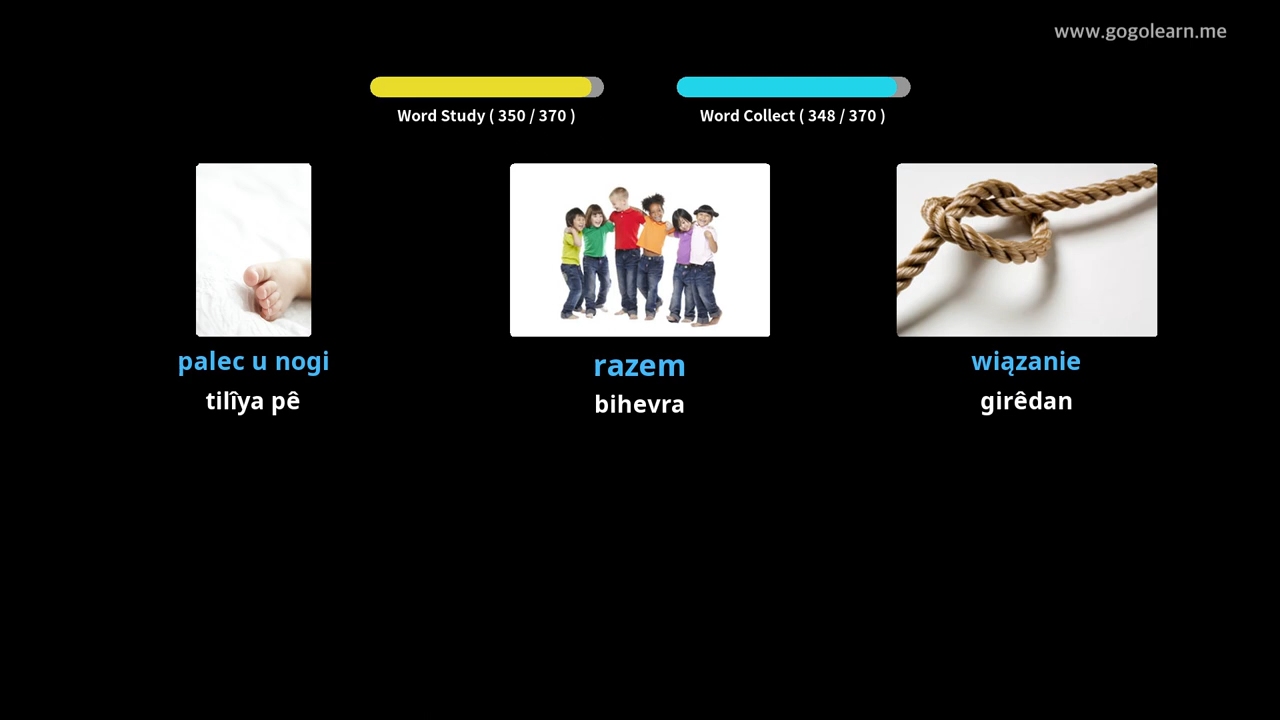 www.gogolearn.me
Word Study ( 350 / 370 )
Word Collect ( 348 / 370 )
palec u nogi
tilîya pê
razem
bihevra
wiązanie
girêdan